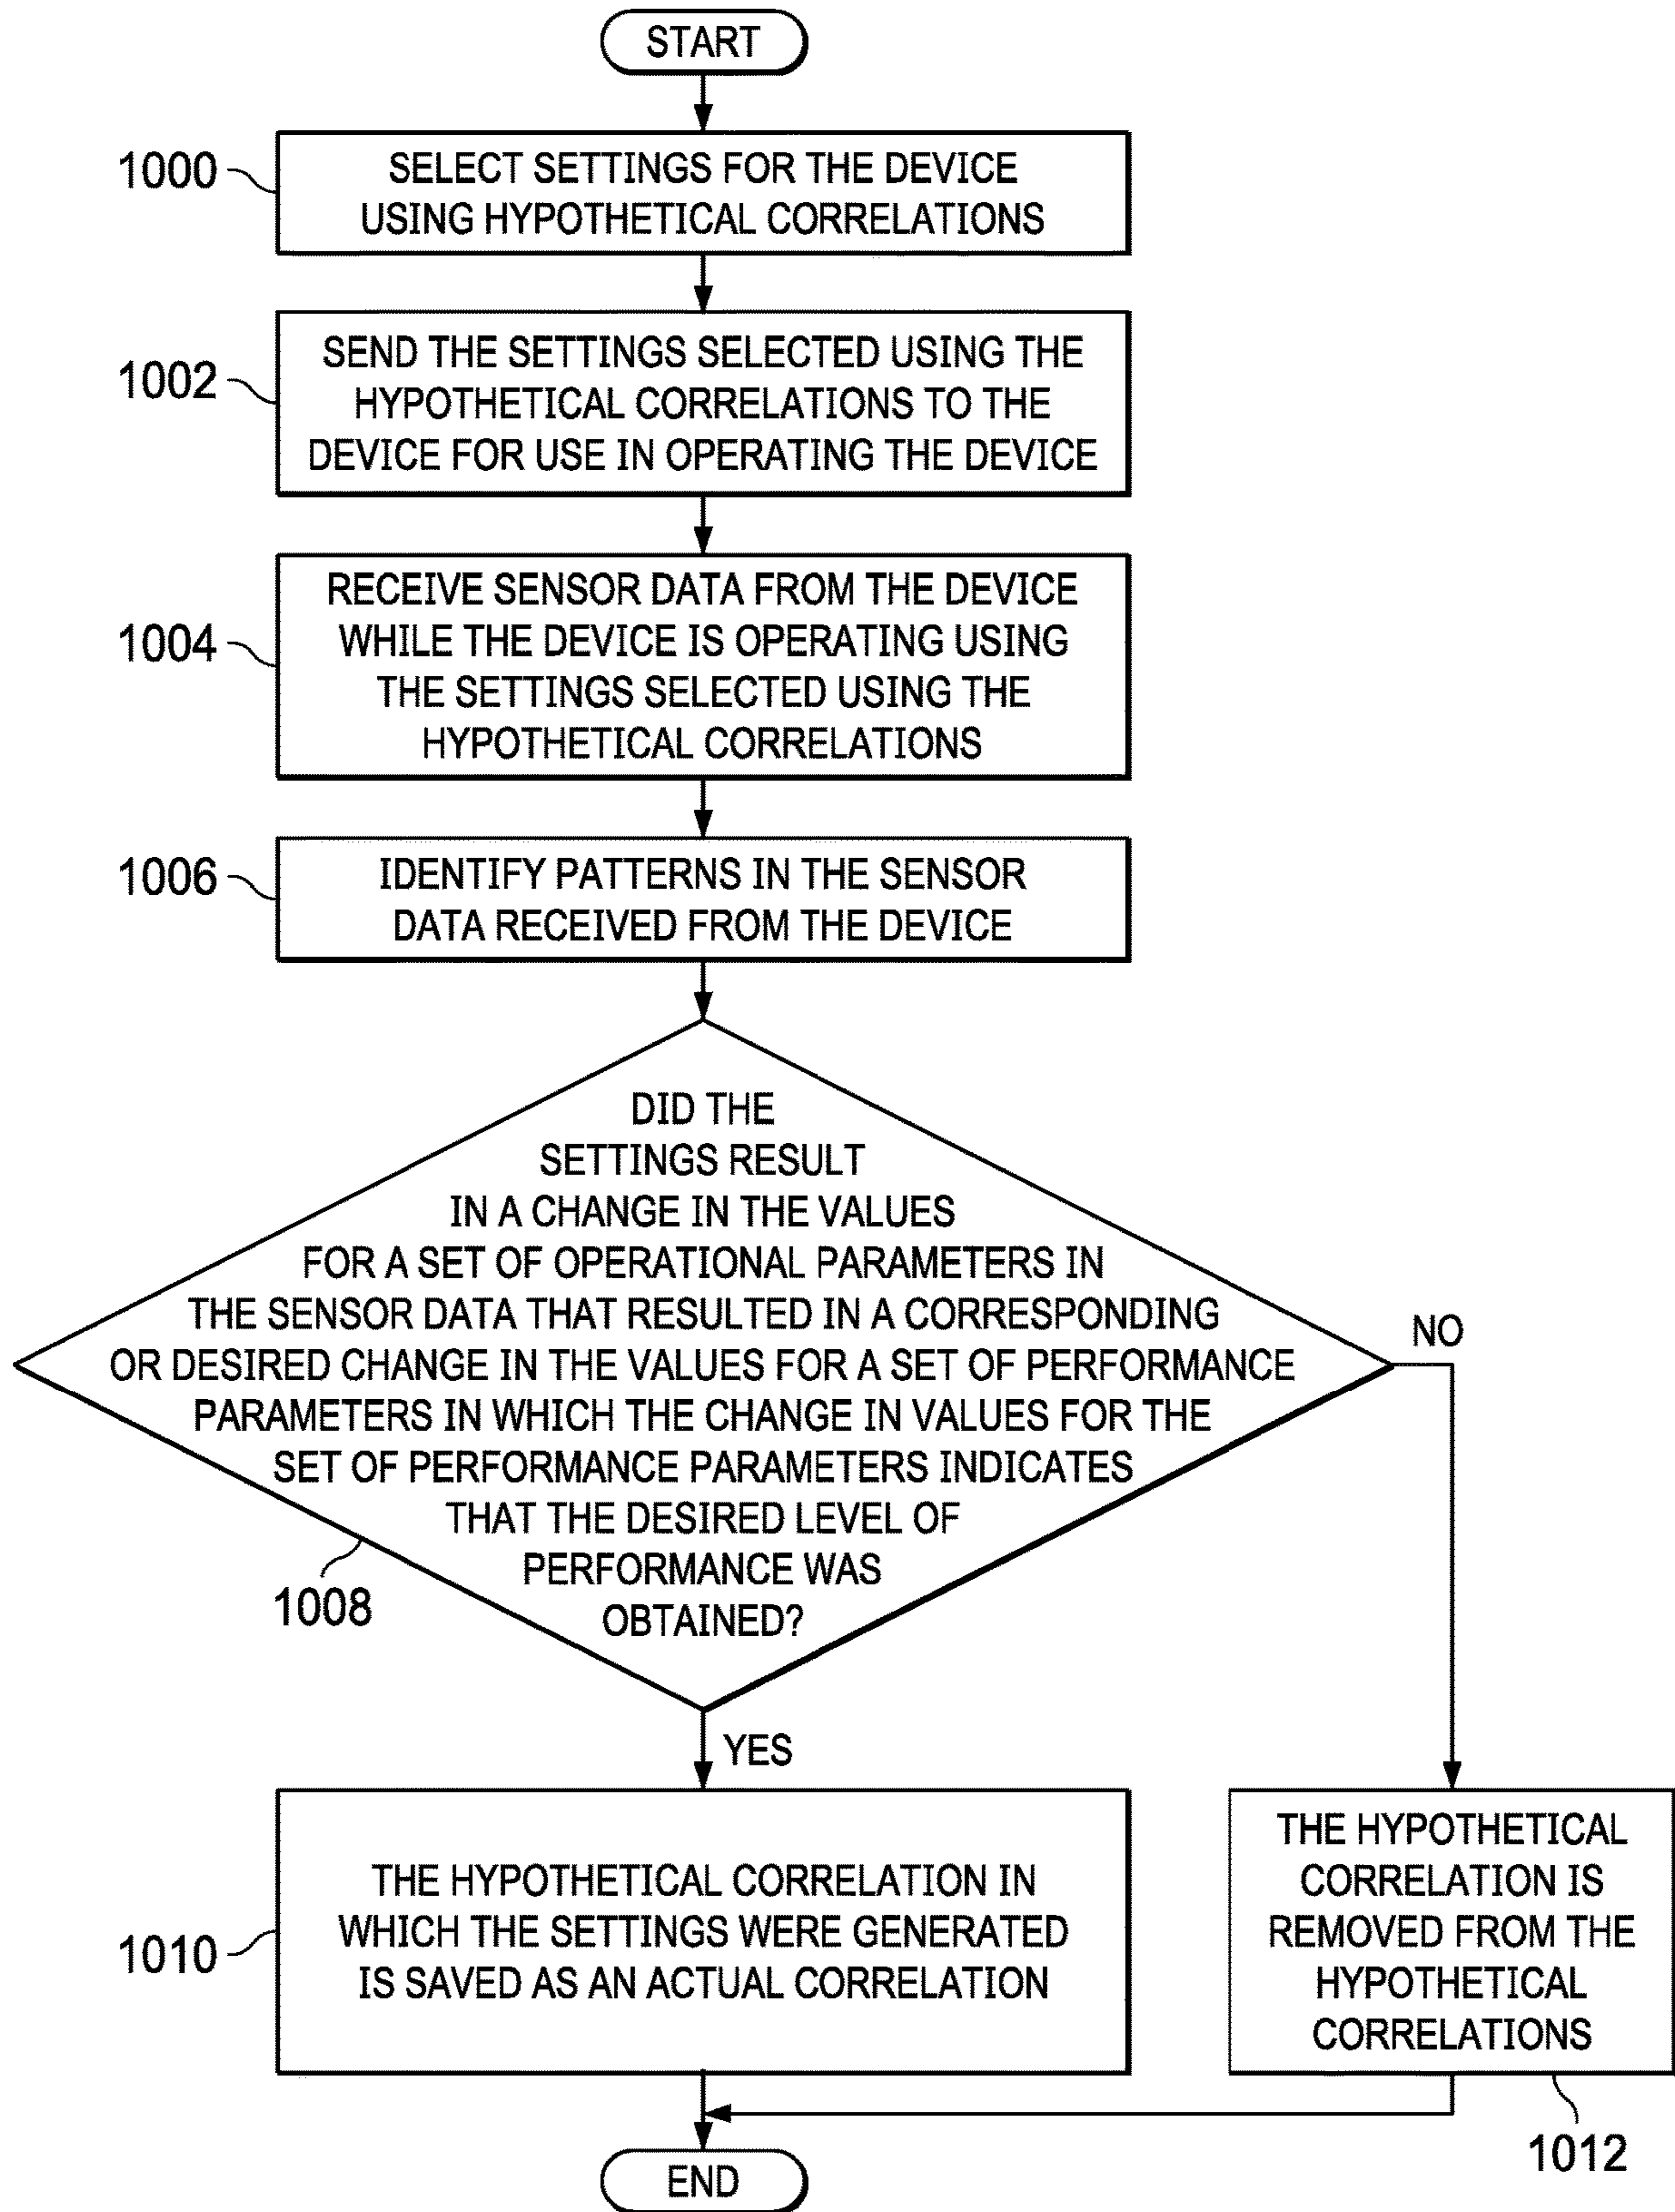 START
1000
SELECT SETTINGS FOR THE DEVICE
USING HYPOTHETICAL CORRELATIONS
1002
SEND THE SETTINGS SELECTED USING THE
HYPOTHETICAL CORRELATIONS TO THE
DEVICE FOR USE IN OPERATING THE DEVICE
1004
RECEIVE SENSOR DATA FROM THE DEVICE
WHILE THE DEVICE IS OPERATING USING
THE SETTINGS SELECTED USING THE
HYPOTHETICAL CORRELATIONS
1006
IDENTIFY PATTERNS IN THE SENSOR
DATA RECEIVED FROM THE DEVICE
DID THE
SETTINGS RESULT
IN A CHANGE IN THE VALUES
FOR A SET OF OPERATIONAL PARAMETERS IN
THE SENSOR DATA THAT RESULTED IN A CORRESPONDING
OR DESIRED CHANGE IN THE VALUES FOR A SET OF PERFORMANCE
PARAMETERS IN WHICH THE CHANGE IN VALUES FOR THE
SET OF PERFORMANCE PARAMETERS INDICATES
THAT THE DESIRED LEVEL OF
PERFORMANCE WAS
OBTAINED?
1008
NO
YES
1010
THE HYPOTHETICAL CORRELATION IN
WHICH THE SETTINGS WERE GENERATED
IS SAVED AS AN ACTUAL CORRELATION
THE HYPOTHETICAL
CORRELATION IS
REMOVED FROM THE
HYPOTHETICAL
CORRELATIONS
1012
END